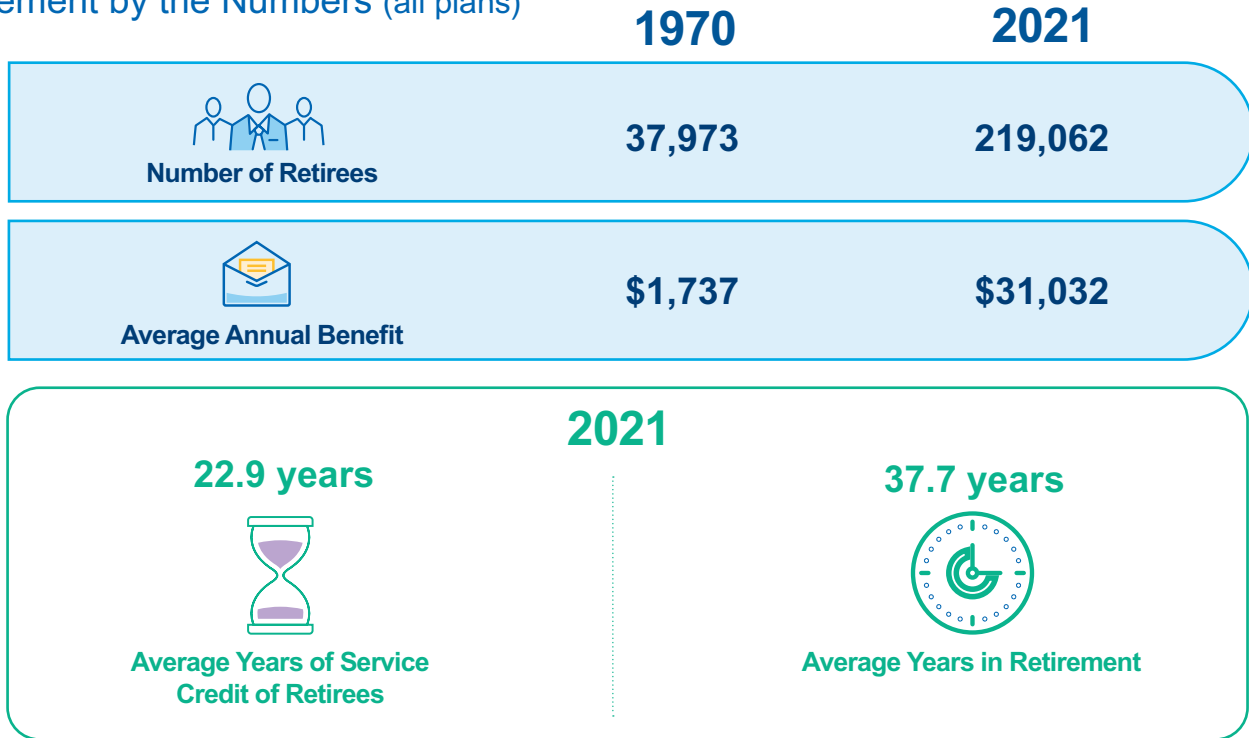 ement by the Numbers (all plans)
1970 2021
Number of Retirees 37,973 219,062
Average Annual Benefit $1,737 $31,032
2021
22.9 years
Average Years of Service
Credit of Retirees
37.7 years
Average Years in Retirement